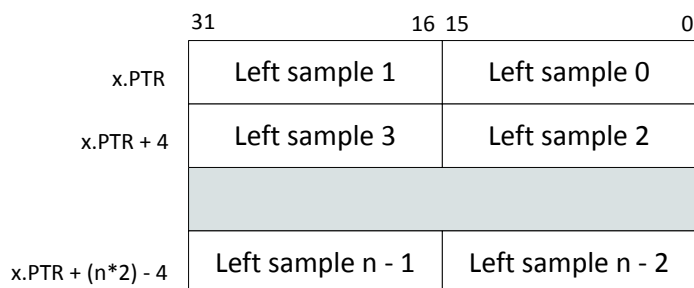 31 16 15 0
x.PTR Left sample 1 Left sample 0
x.PTR + 4 Left sample 3 Left sample 2
x.PTR + (n*2) - 4 Left sample n - 1 Left sample n - 2